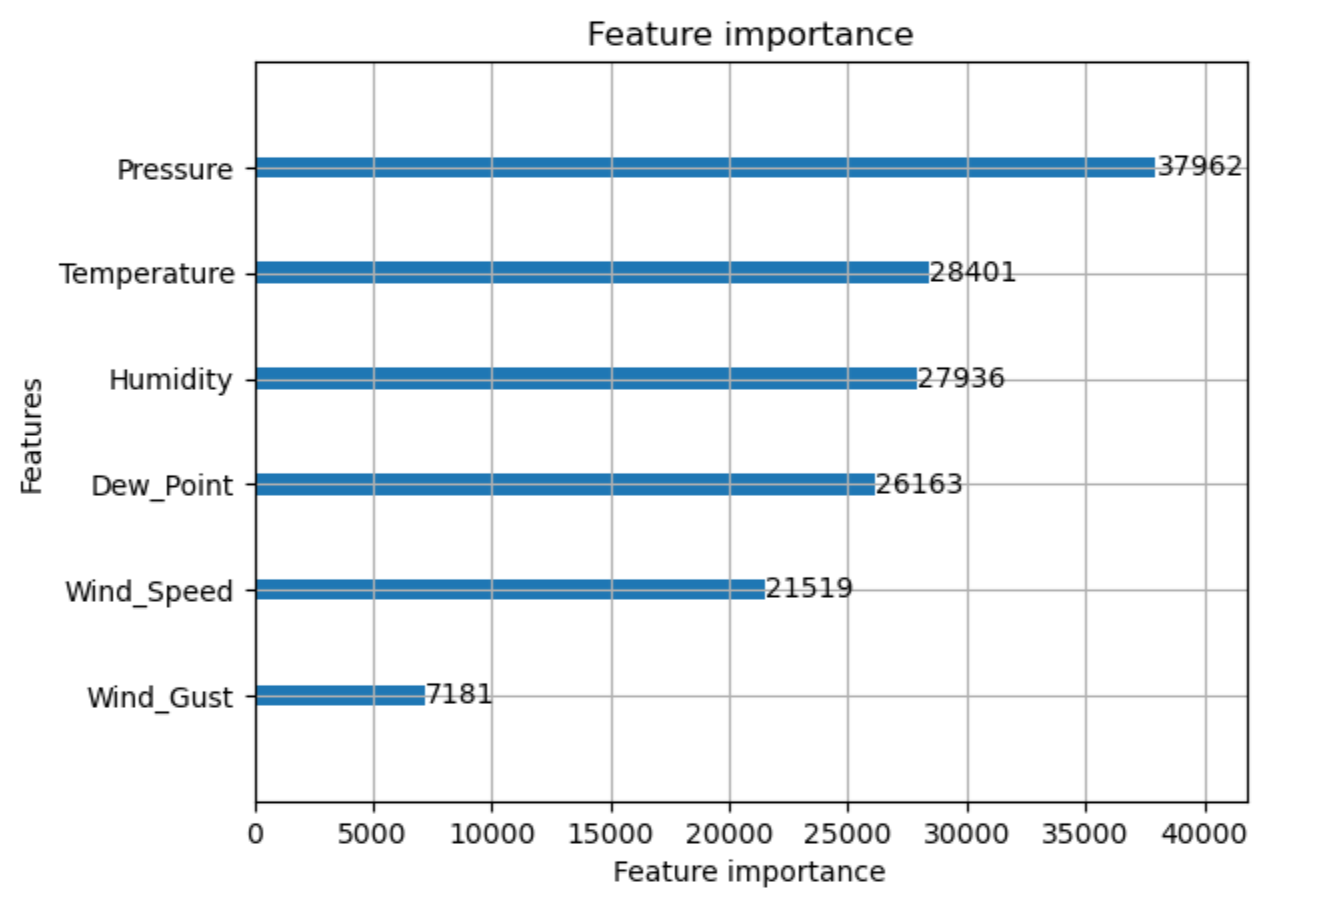 Feature importance
Pressure 37962
Temperature 28401
Humidity 27936
Features
Dew_Point 26163
Wind_Speed 21519
Wind_Gust 7181
0 5000 10000 15000 20000 25000 30000 35000 40000
Feature importance